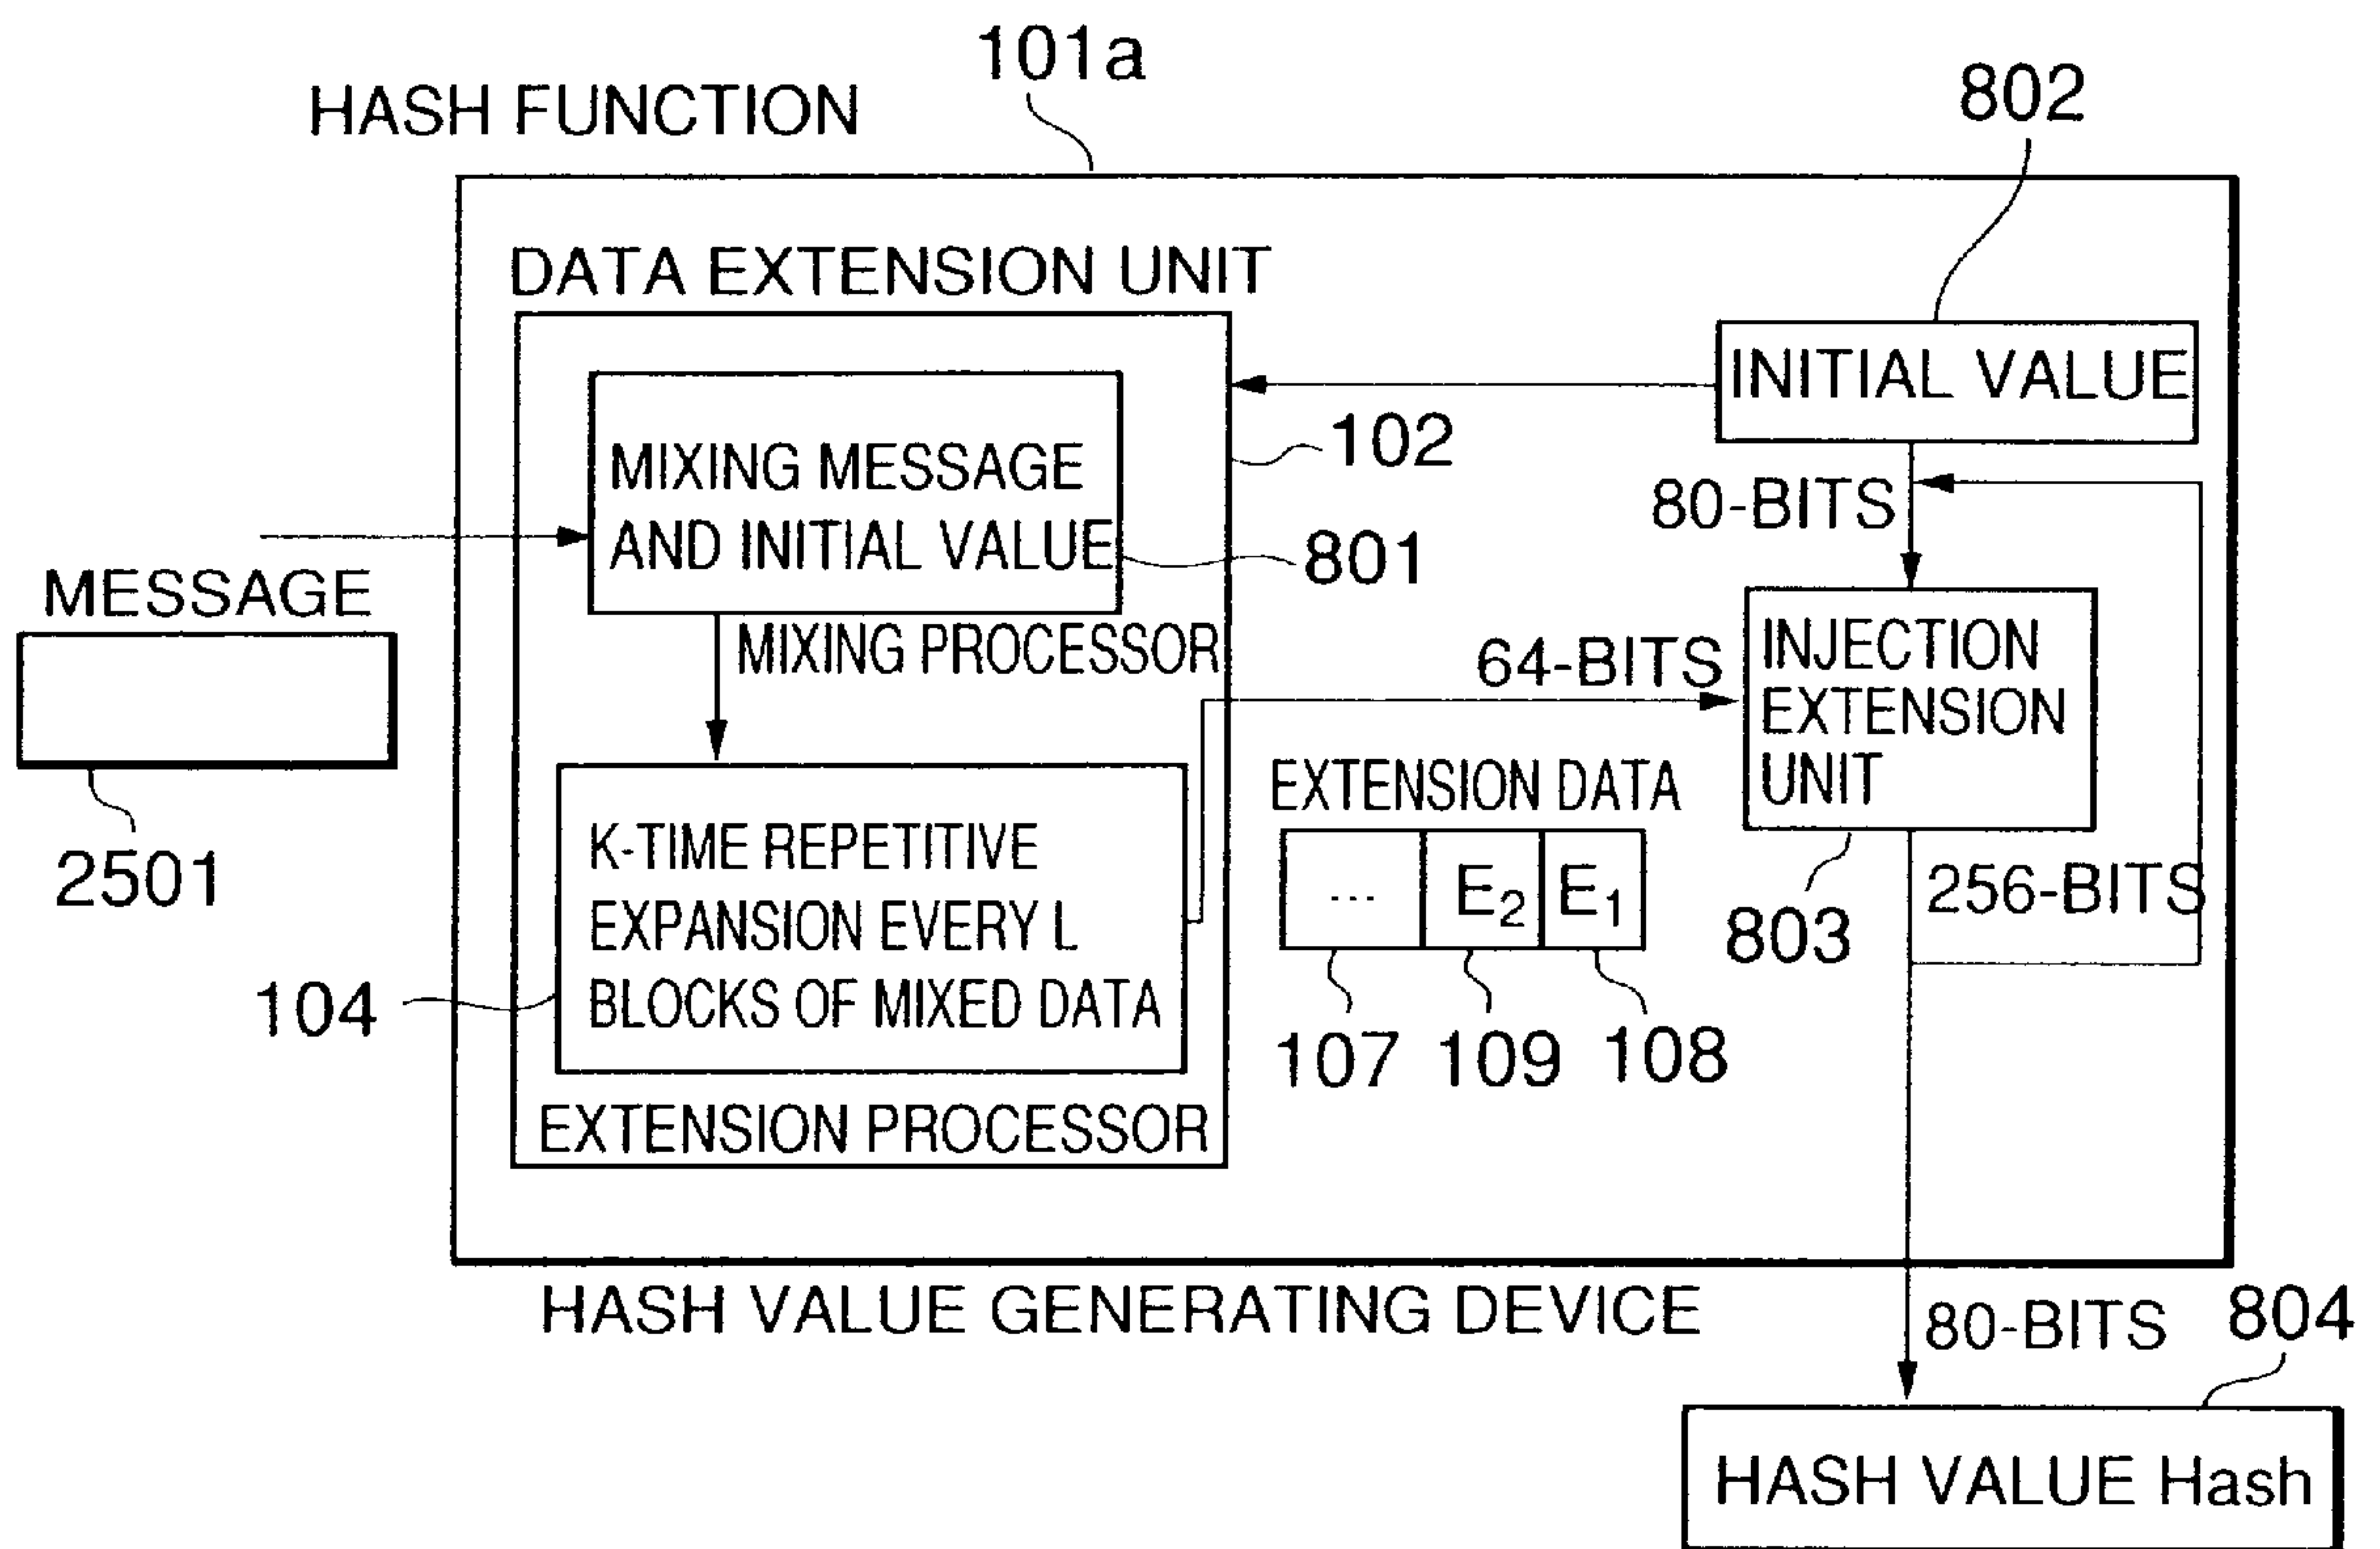 101a
HASH FUNCTION
802
DATA EXTENSION UNIT
INITIAL VALUE
MIXING MESSAGE
AND INITIAL VALUE
102
80-BITS
801
MESSAGE
MIXING PROCESSOR
64-BITS
INJECTION
EXTENSION
UNIT
2501
K-TIME REPETITIVE
EXPANSION EVERY L
BLOCKS OF MIXED DATA
EXTENSION DATA
... E2 E1
256-BITS
803
104
107 109 108
EXTENSION PROCESSOR
HASH VALUE GENERATING DEVICE
80-BITS
804
HASH VALUE Hash